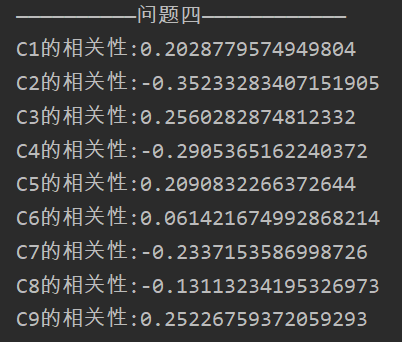 ——————————问题四————————————
C1的相关性:0.2028779574949804
C2的相关性:-0.35233283407151905
C3的相关性:0.2560282874812332
C4的相关性:-0.2905365162240372
C5的相关性:0.2090832266372644
C6的相关性:0.061421674992868214
C7的相关性:-0.2337153586998726
C8的相关性:-0.13113234195326973
C9的相关性:0.25226759372059293